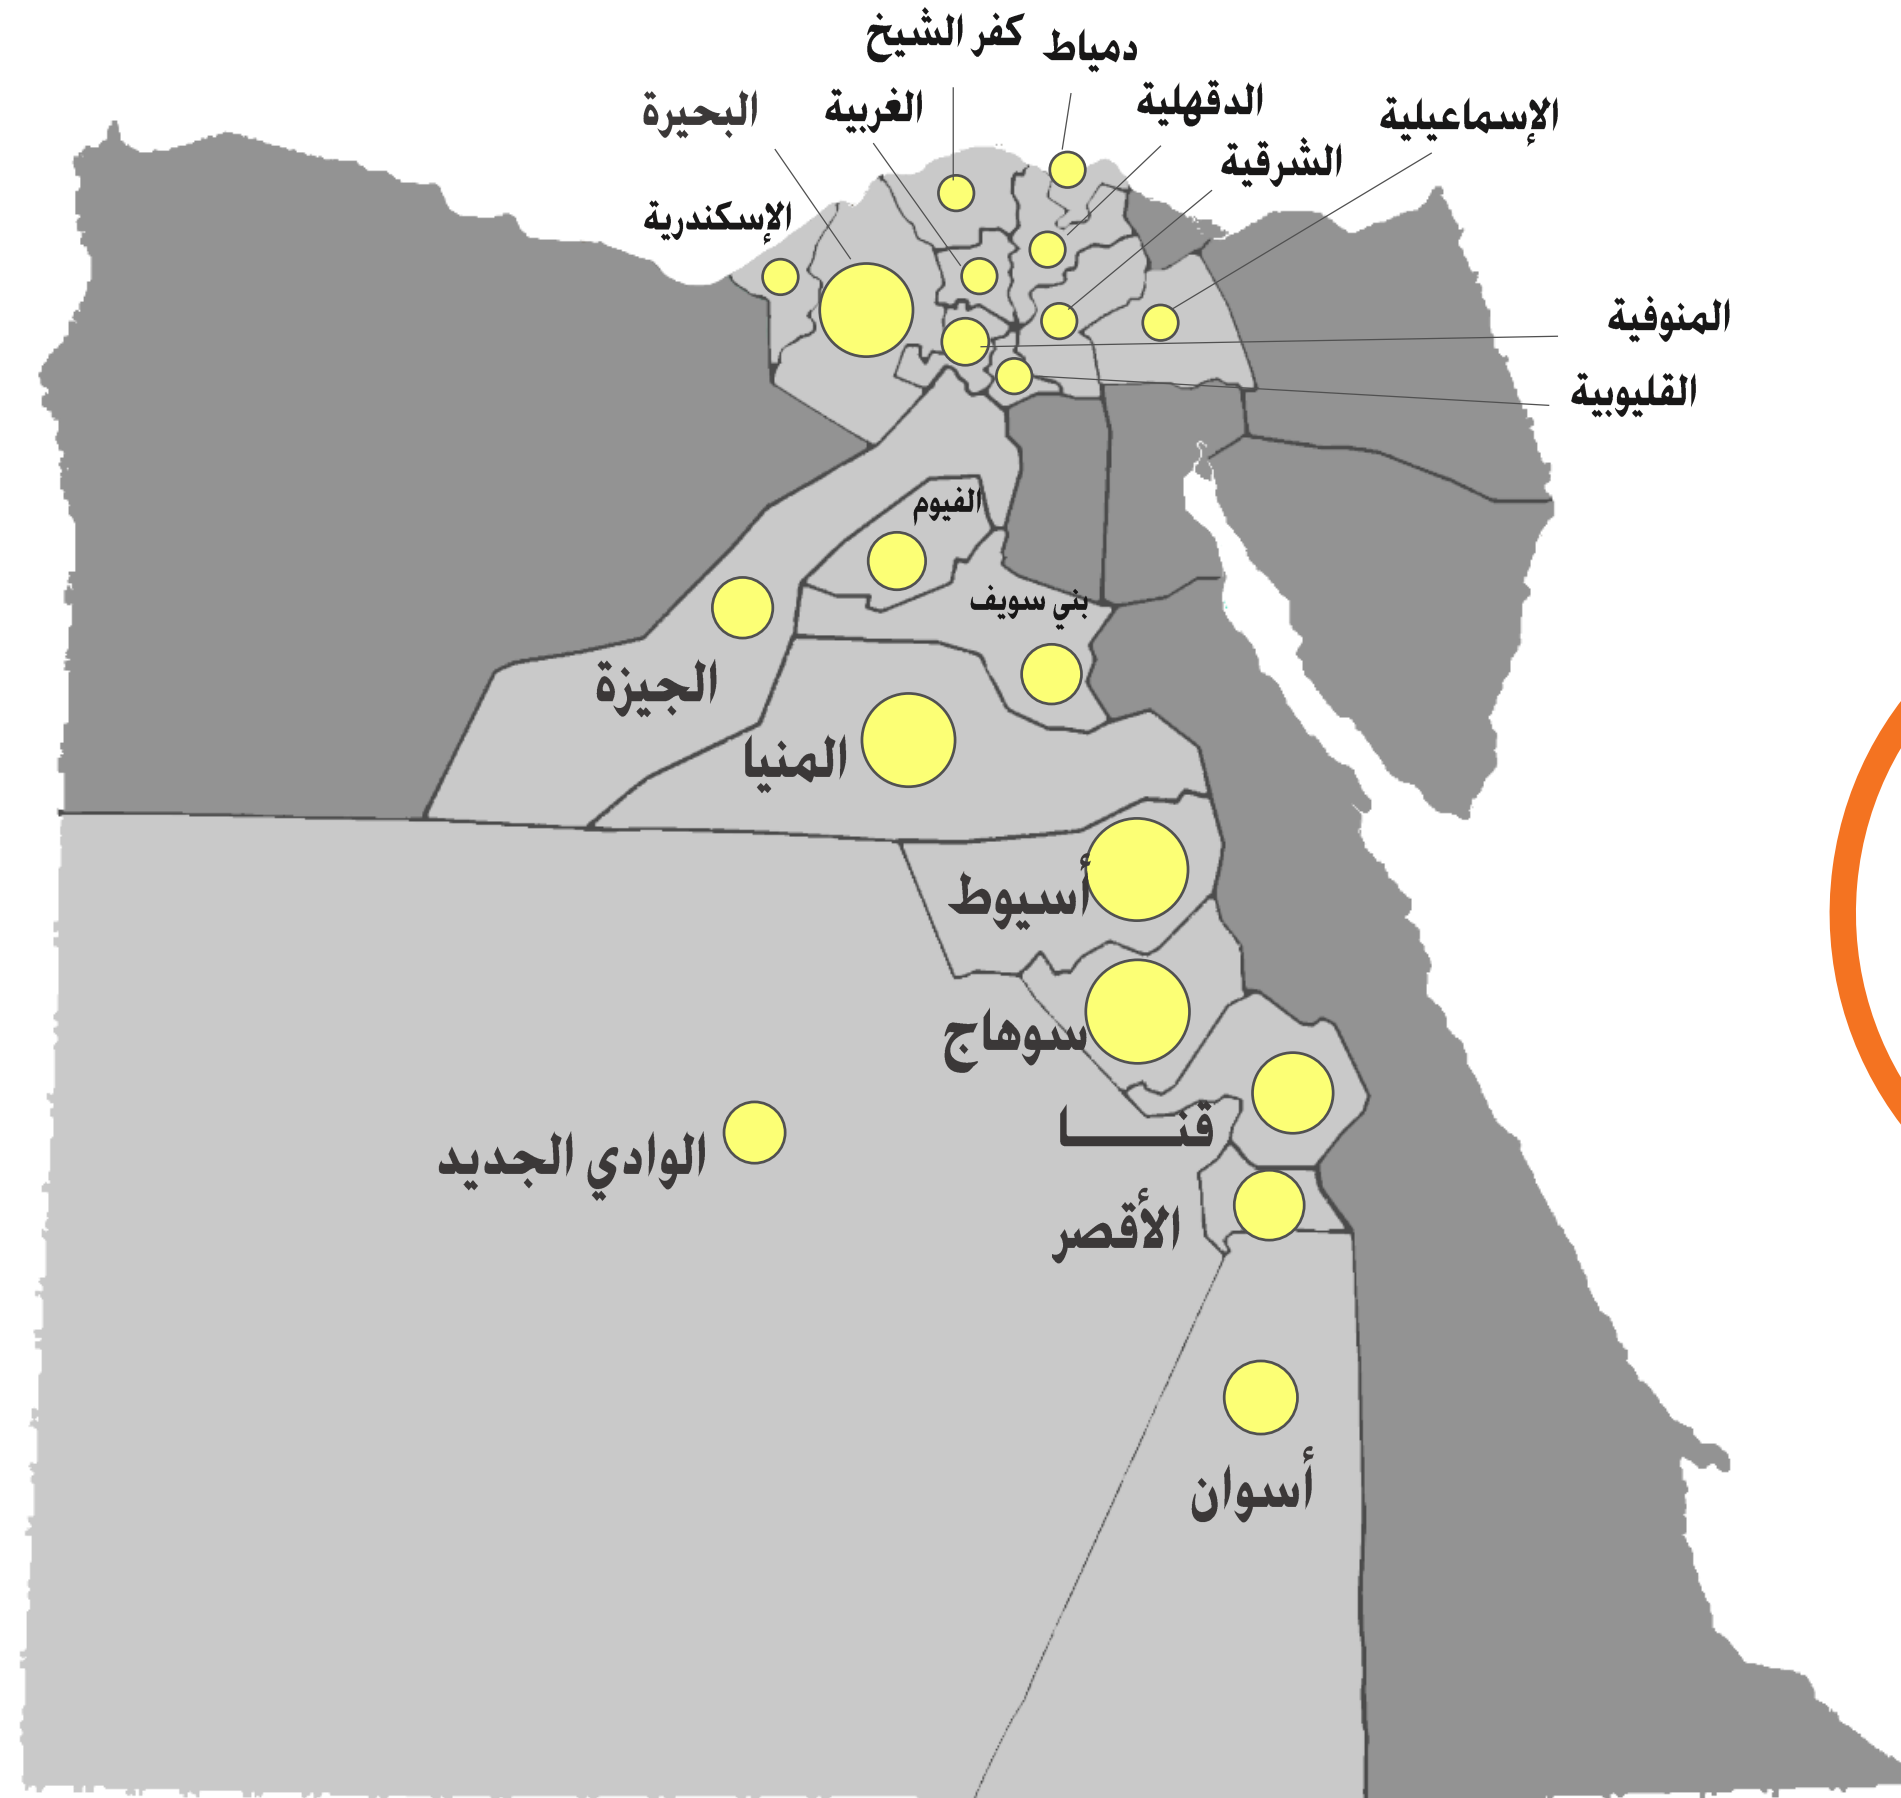 كفر الشيخ
دمياط
الدقهلية
الإسماعيلية
الغربية
البحيرة
الشرقية
الإسكندرية
المنوفية
القليوبية
الفيوم
بني سويف
الجيزة
المنيا
أسيوط
سوهاج
قنـــا
الوادي الجديد
الأقصر
أسوان